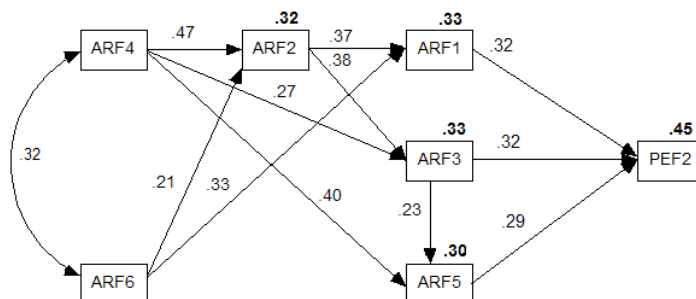 .32 .33
ARF4 .47 ARF2 .37 ARF1 .32
.38
.27
.33 .45
.32 ARF3 .32 PEF2
.21 .33 .40 .23 .29
.30
ARF6 ARF5